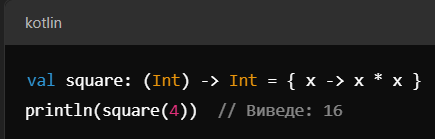 kotlin
val square: (Int) -> Int = { x -> x * x }
println(square(4))  // Виведе: 16